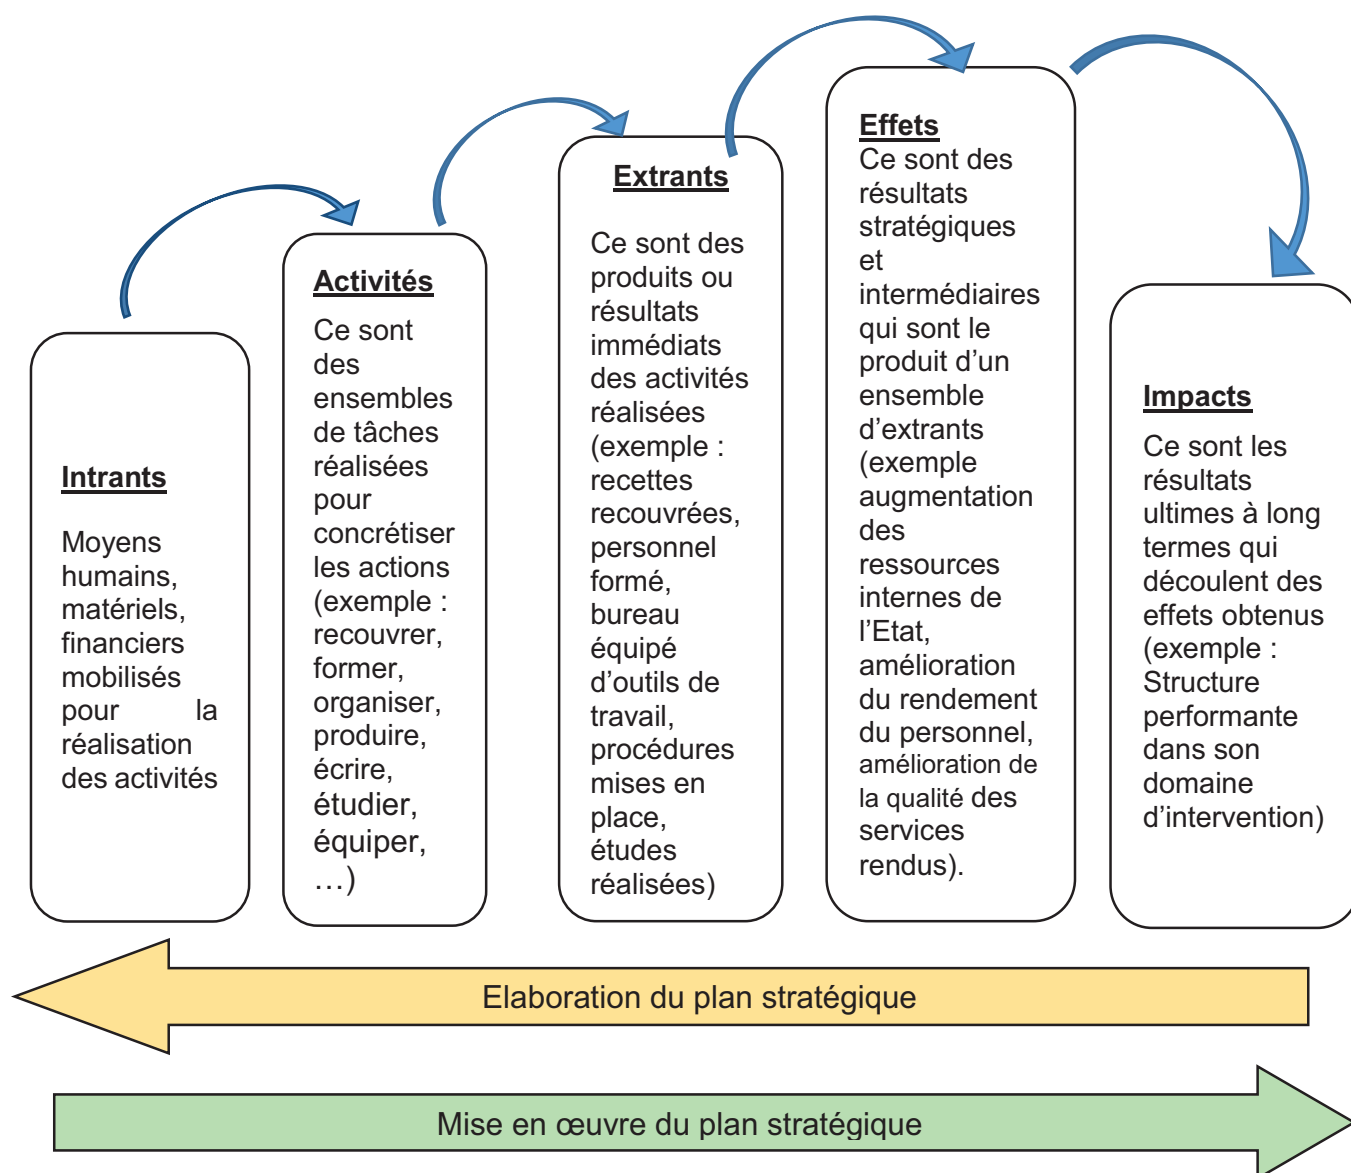 Intrants
Moyens
humains,
matériels,
financiers
mobilisés
pour la
réalisation
des activités
Activités
Ce sont
des
ensembles
de tâches
réalisées
pour
concrétiser
les actions
(exemple :
recouvrer,
former,
organiser,
produire,
écrire,
étudier,
équiper,
…)
Extrants
Ce sont des
produits ou
résultats
immédiats
des activités
réalisées
(exemple :
recettes
recouvrées,
personnel
formé,
bureau
équipé
d’outils de
travail,
procédures
mises en
place,
études
réalisées)
Effets
Ce sont des
résultats
stratégiques
et
intermédiaires
qui sont le
produit d’un
ensemble
d’extrants
(exemple
augmentation
des
ressources
internes de
l’Etat,
amélioration
du rendement
du personnel,
amélioration de
la qualité des
services
rendus).
Impacts
Ce sont les
résultats
ultimes à long
termes qui
découlent des
effets obtenus
(exemple :
Structure
performante
dans son
domaine
d’intervention)
Elaboration du plan stratégique
Mise en œuvre du plan stratégique